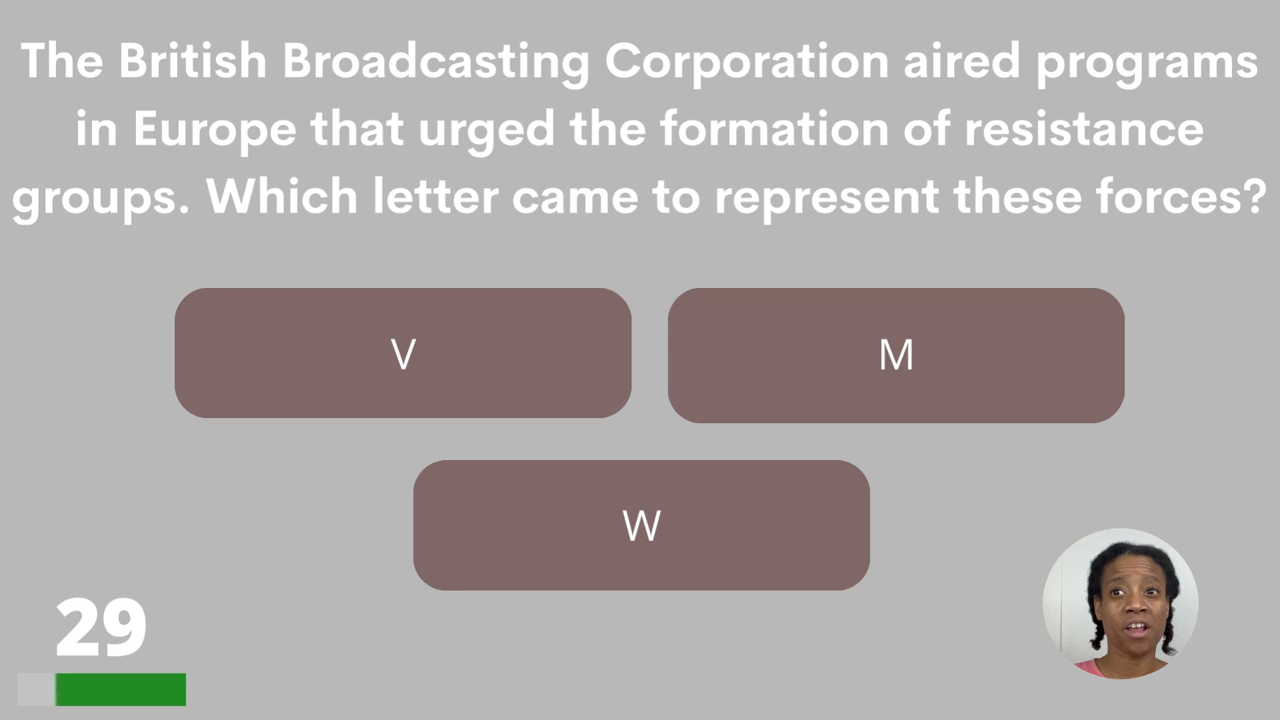 The British Broadcasting Corporation aired programs
in Europe that urged the formation of resistance
groups. Which letter came to represent these forces?
V
M
W
29